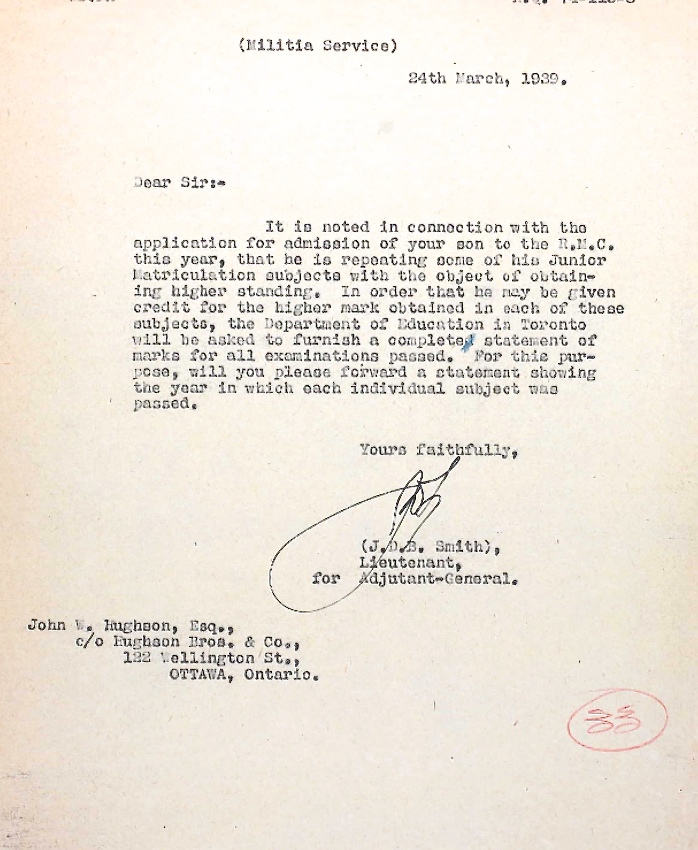 (Militia Service)
24th March, 1939.
Dear Sir:-
It is noted in connection with the
application for admission of your son to the R.M.C.
this year, that he is repeating some of his Junior
Matriculation subjects with the object of obtain-
ing higher standing. In order that he may be given
credit for the higher mark obtained in each of these
subjects, the Department of Education in Toronto
will be asked to furnish a completed statement of
marks for all examinations passed. For this pur-
pose, will you please forward a statement showing
the year in which each individual subject was
passed.
Yours faithfully,
(J.D.B. Smith),
Lieutenant,
for Adjutant-General.
John W. Hughson, Esq.,
c/o Hughson Bros. & Co.,
122 Wellington St.,
OTTAWA, Ontario.
33